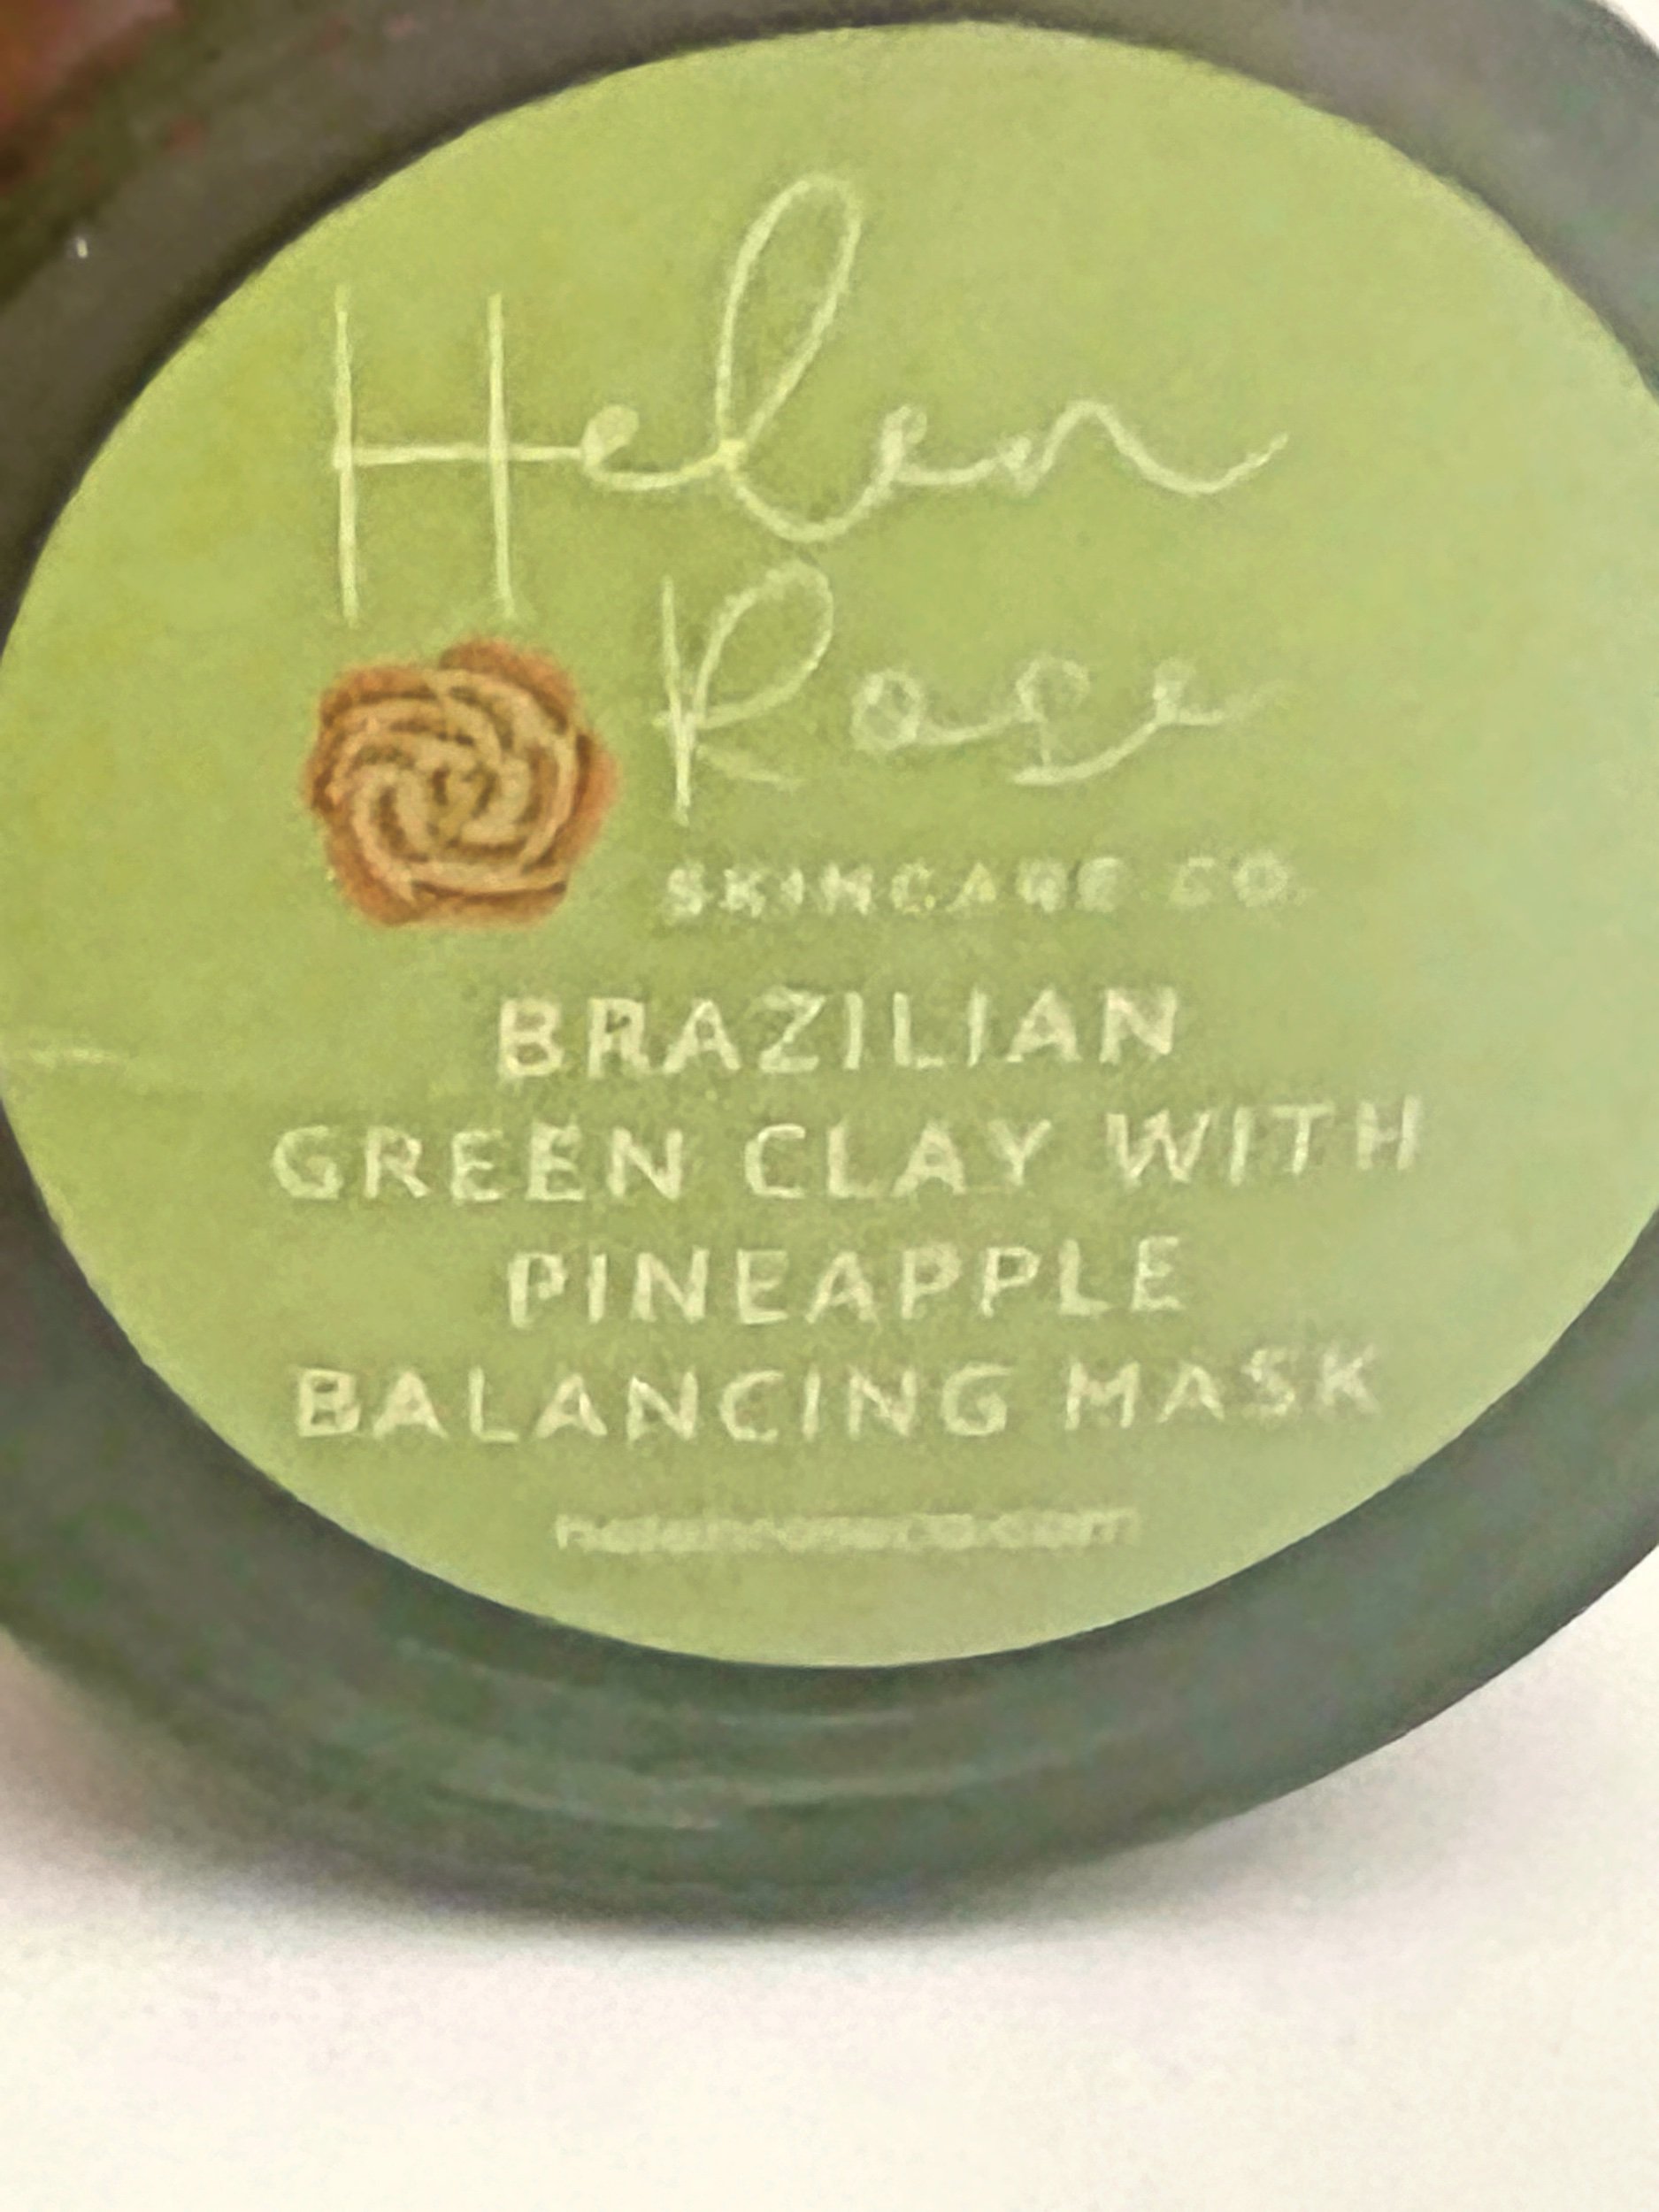 Helen
Rose
SKINCARE CO.
BRAZILIAN
GREEN CLAY WITH
PINEAPPLE
BALANCING MASK